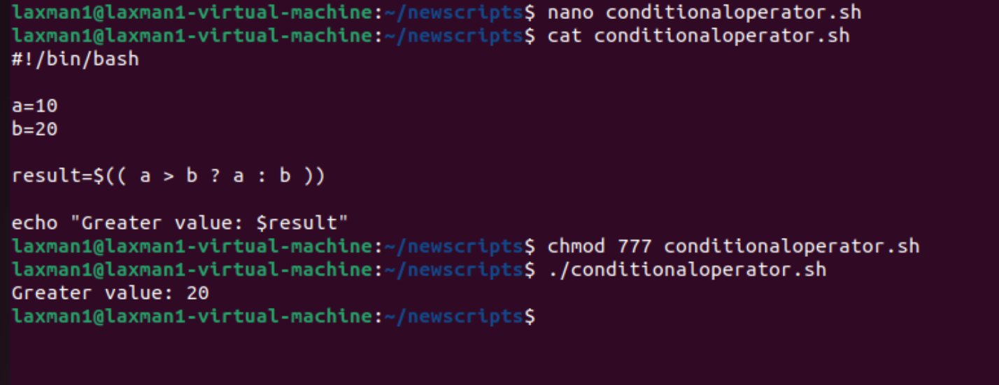 laxman1@laxman1-virtual-machine:~/newscripts$ nano conditionaloperator.sh
laxman1@laxman1-virtual-machine:~/newscripts$ cat conditionaloperator.sh
#!/bin/bash
a=10
b=20
result=$(( a > b ? a : b ))
echo "Greater value: $result"
laxman1@laxman1-virtual-machine:~/newscripts$ chmod 777 conditionaloperator.sh
laxman1@laxman1-virtual-machine:~/newscripts$ ./conditionaloperator.sh
Greater value: 20
laxman1@laxman1-virtual-machine:~/newscripts$